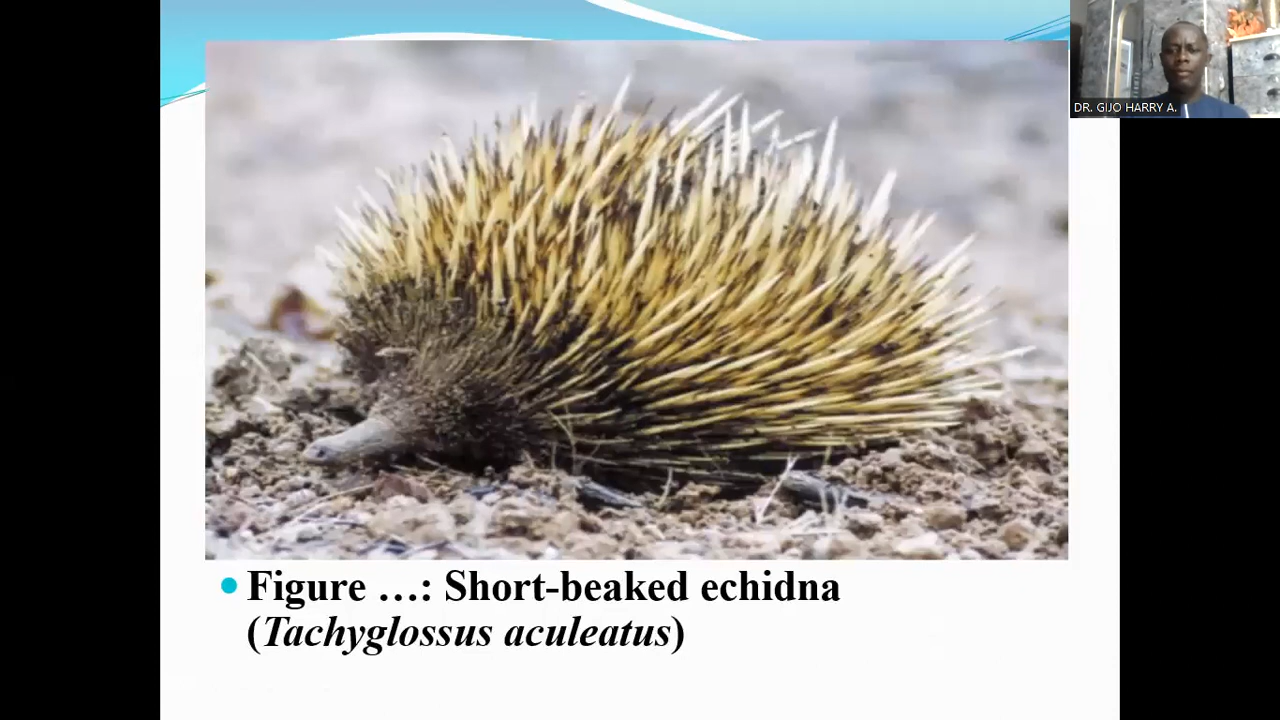 DR. GIJO HARRY A.
Figure …: Short-beaked echidna
(Tachyglossus aculeatus)